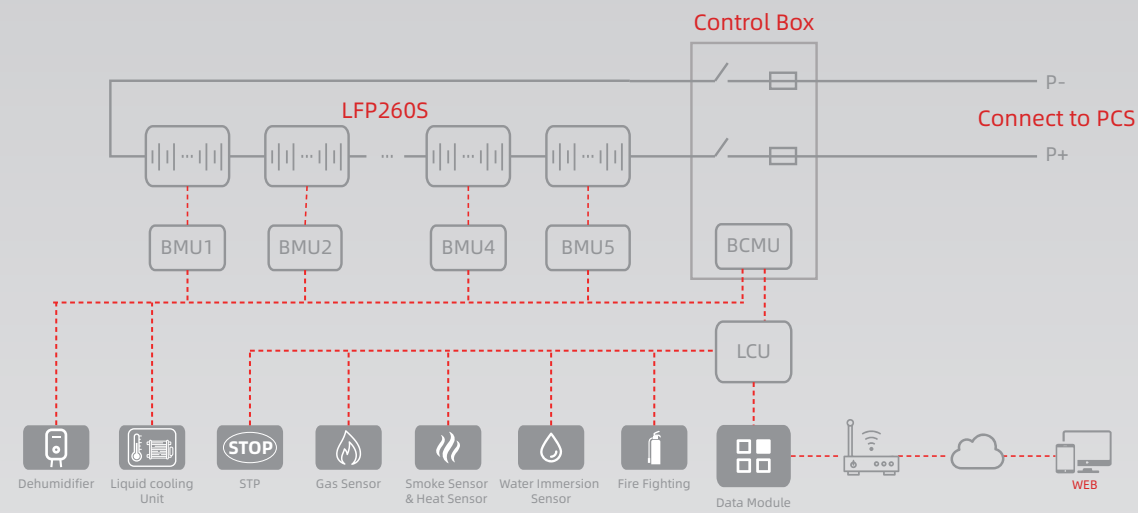 Control Box
P-
LFP260S
Connect to PCS
P+
BMU1
BMU2
BMU4
BMU5
BCMU
LCU
STOP
Dehumidifier
Liquid cooling
Unit
STP
Gas Sensor
Smoke Sensor
& Heat Sensor
Water Immersion
Sensor
Fire Fighting
Data Module
WEB